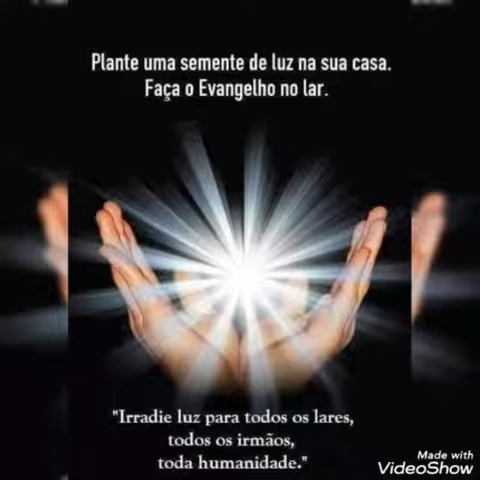 Plante uma semente de luz na sua casa.
Faça o Evangelho no lar.
"Irradie luz para todos os lares,
todos os irmãos,
toda humanidade."
Made with
VideoShow